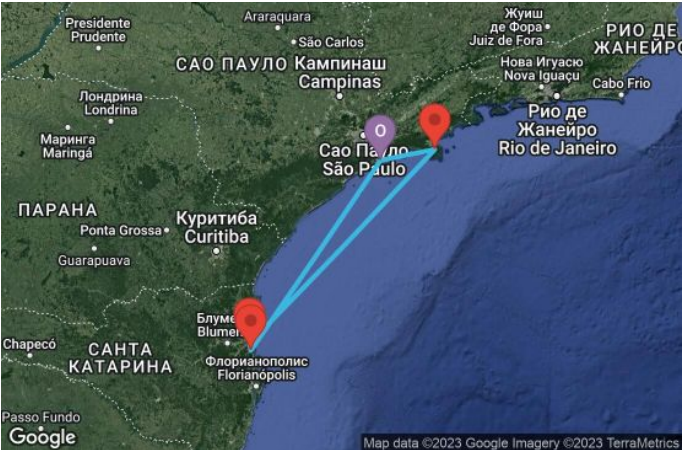 Araraquara
Presidente
Prudente
São Carlos
Жуиш
де Фора
Juiz de Fora
РИО ДЕ
ЖАНЕЙРО
САО ПАУЛО
Кампинаш
Campinas
Нова Игуасю
Nova Iguaçu
Cabo Frio
Лондрина
Londrina
Рио де
Жанейро
Rio de Janeiro
Маринга
Maringá
O
Сао Пауло
São Paulo
ПАРАНА
Ponta Grossa
Куритиба
Curitiba
Guarapuava
Chapecó
САНТА
КАТАРИНА
Флорианополис
Florianópolis
Passo Fundo
Google
Map data ©2023 Google Imagery ©2023 TerraMetrics